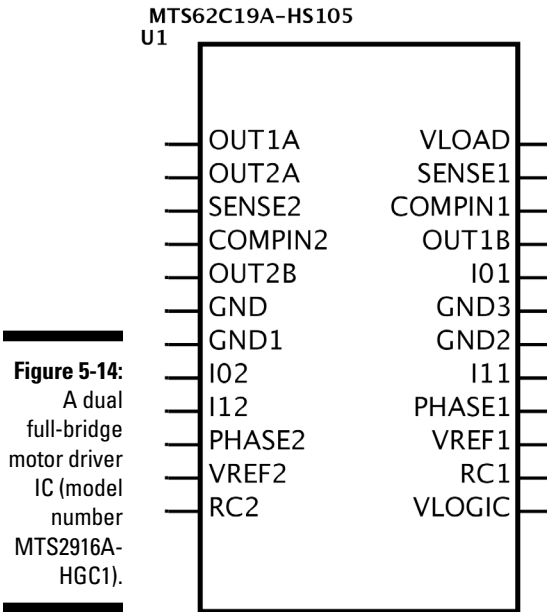 MTS62C19A-HS105
U1
OUT1A
OUT2A
SENSE2
COMPIN2
OUT2B
GND
GND1
I02
I12
PHASE2
VREF2
RC2
VLOAD
SENSE1
COMPIN1
OUT1B
I01
GND3
GND2
I11
PHASE1
VREF1
RC1
VLOGIC
Figure 5-14:
A dual
full-bridge
motor driver
IC (model
number
MTS2916A-
HGC1).